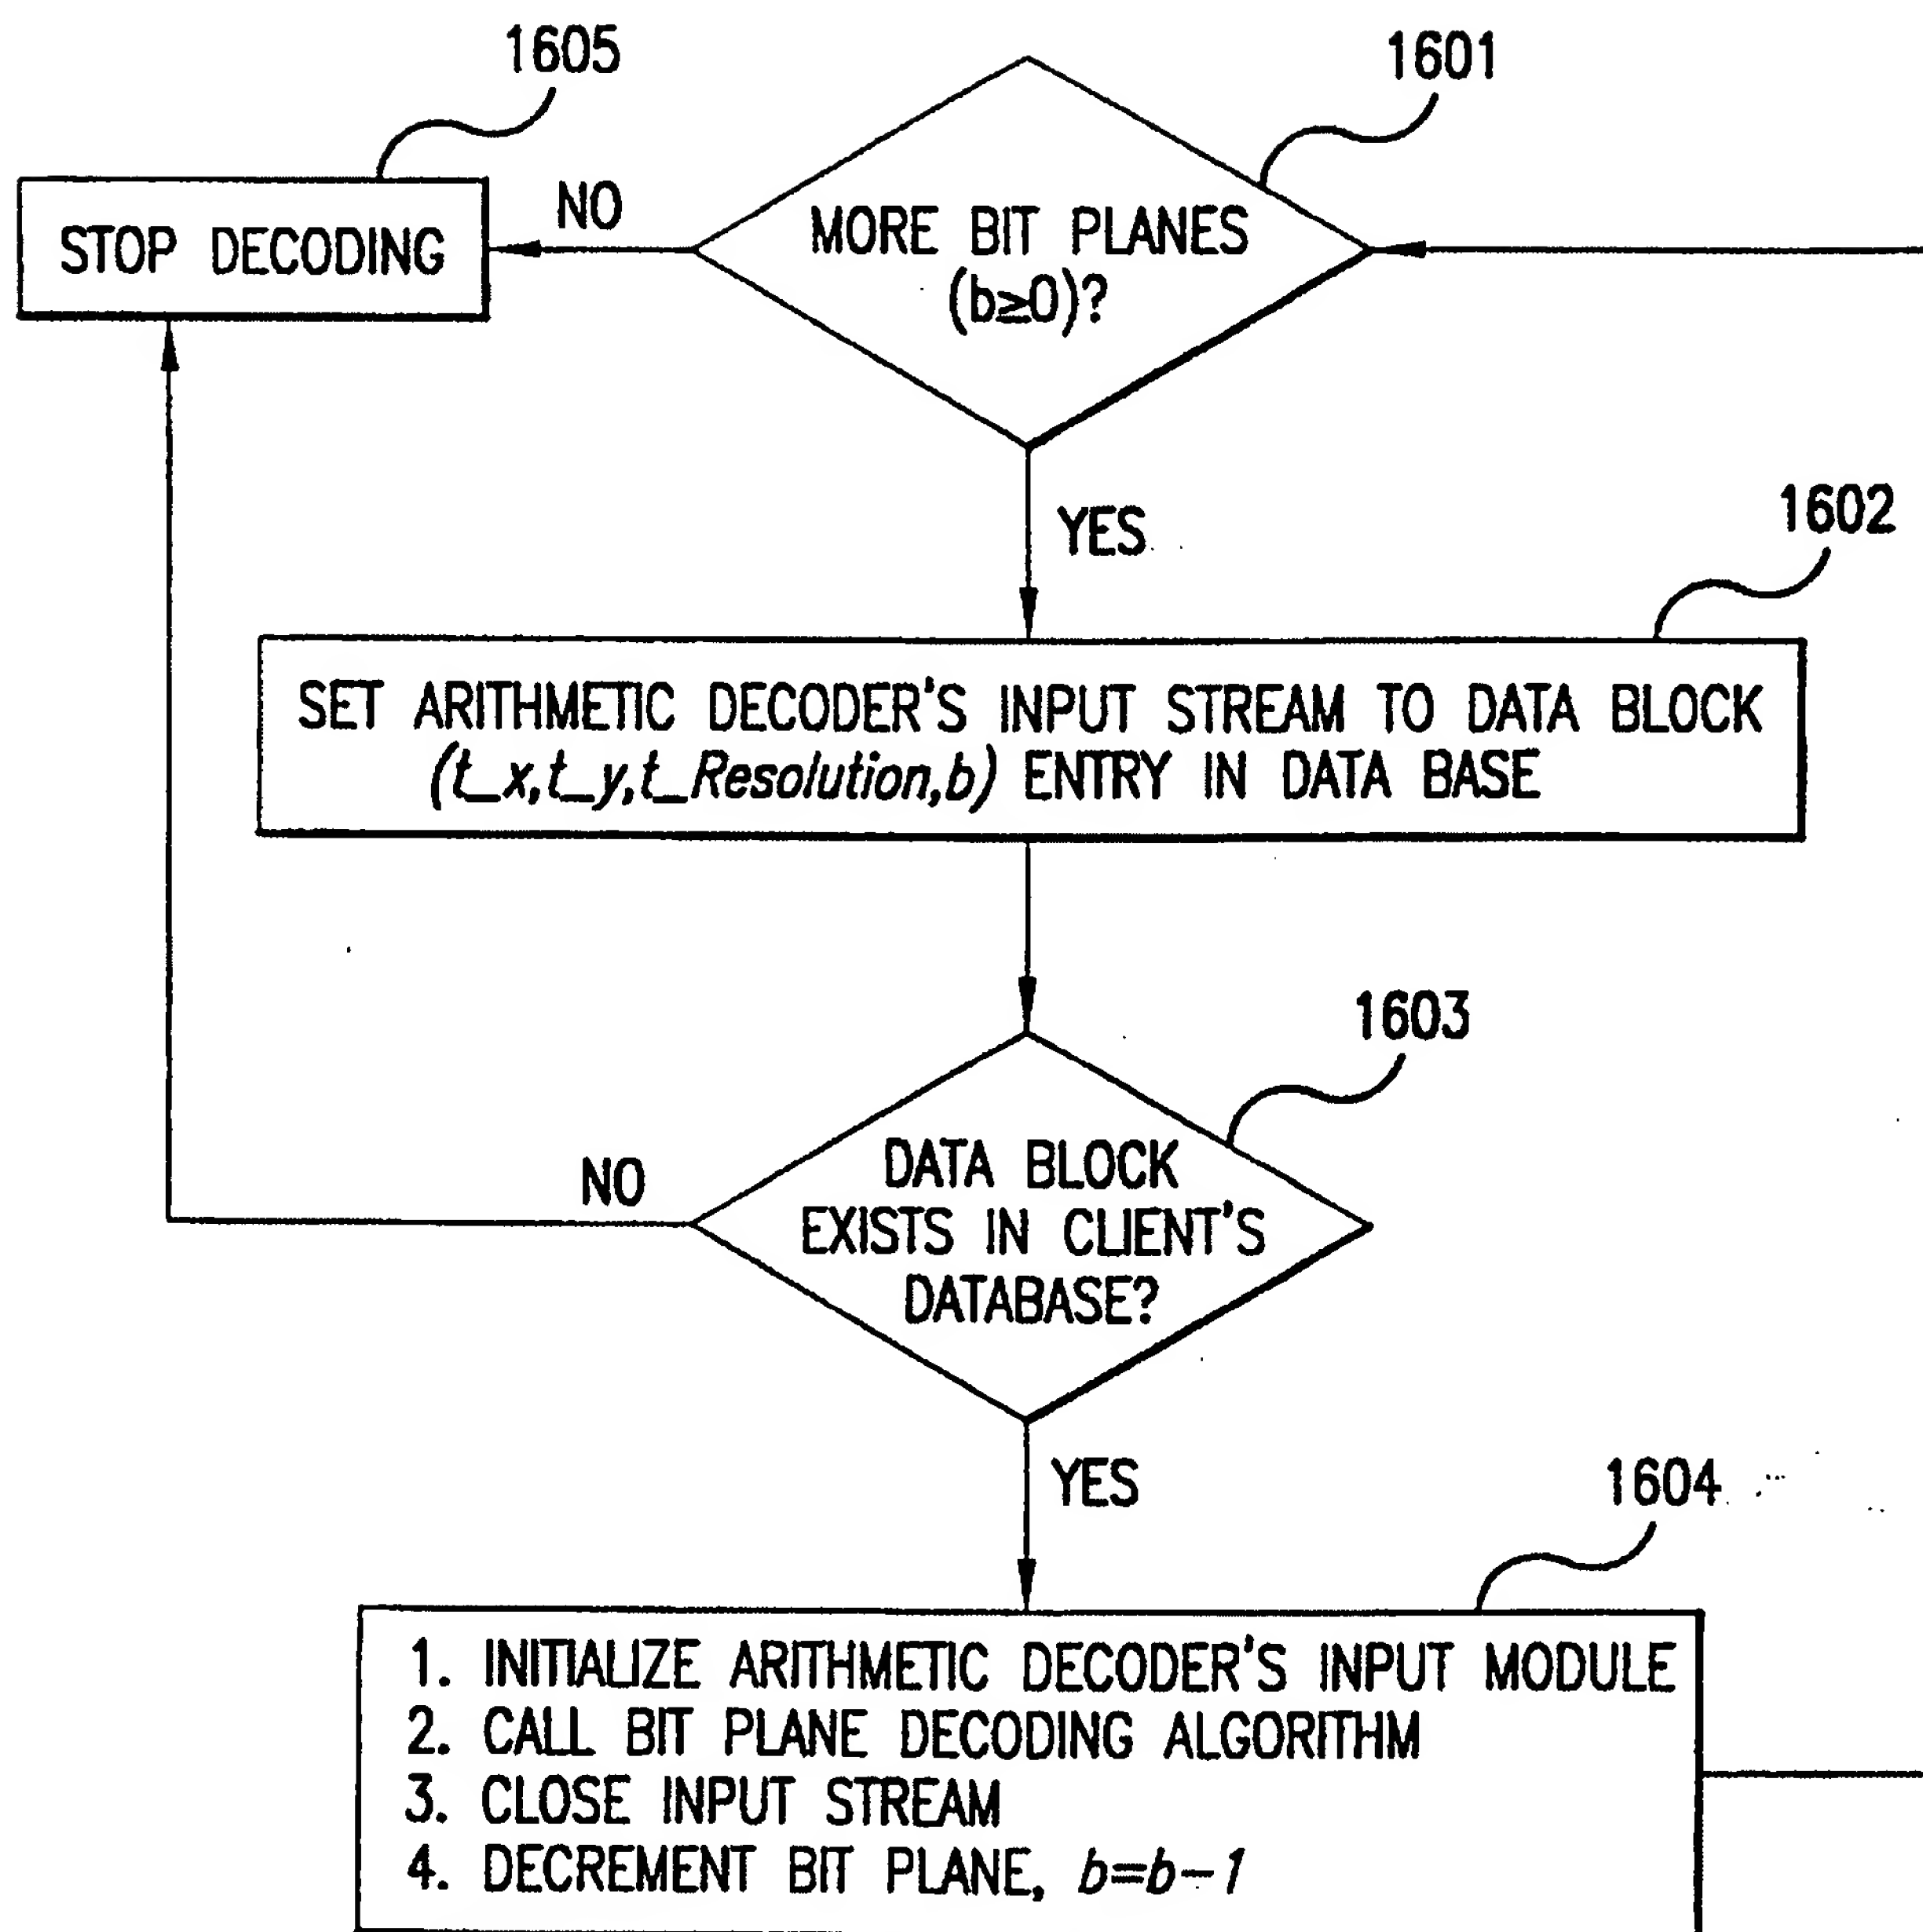 1605
1601
STOP DECODING
NO
MORE BIT PLANES
(b≥0)?
YES
1602
SET ARITHMETIC DECODER'S INPUT STREAM TO DATA BLOCK
(t_x,t_y,t_Resolution,b) ENTRY IN DATA BASE
1603
NO
DATA BLOCK
EXISTS IN CLIENT'S
DATABASE?
YES
1604
1. INITIALIZE ARITHMETIC DECODER'S INPUT MODULE
2. CALL BIT PLANE DECODING ALGORITHM
3. CLOSE INPUT STREAM
4. DECREMENT BIT PLANE, b=b-1